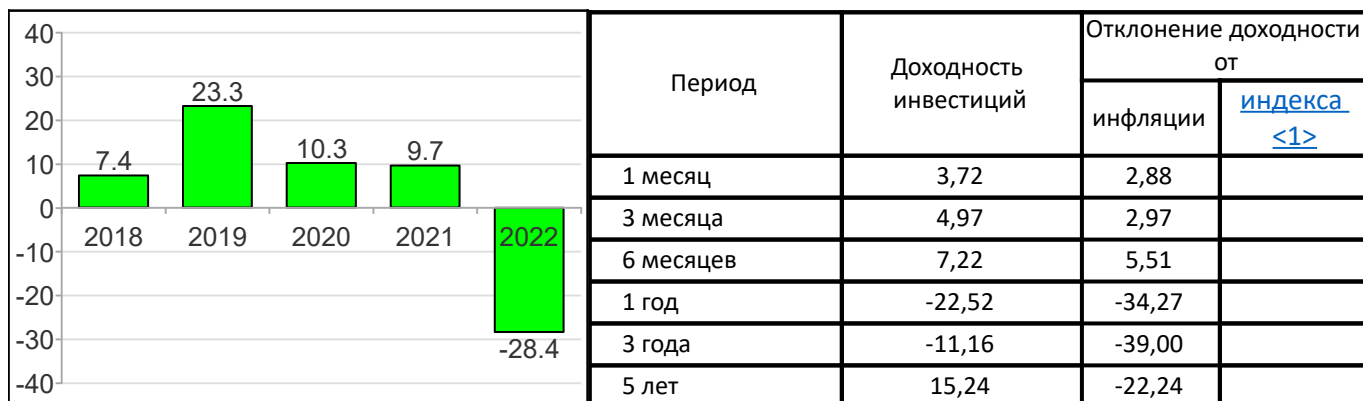 40
30
20
10
0
-10
-20
-30
-40
7.4
23.3
10.3
9.7
-28.4
2018 2019 2020 2021 2022
Период
Доходность
инвестиций
Отклонение доходности
от
инфляции
индекса
<1>
1 месяц 3,72 2,88
3 месяца 4,97 2,97
6 месяцев 7,22 5,51
1 год -22,52 -34,27
3 года -11,16 -39,00
5 лет 15,24 -22,24